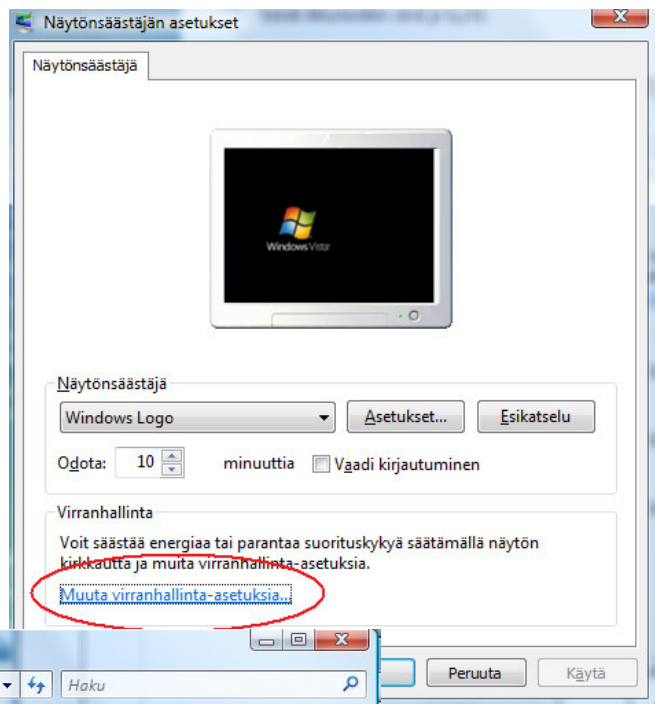 Näytönsäästäjän asetukset
Näytönsäästäjä
Windows Vista
Näytönsäästäjä
Windows Logo
Asetukset...
Esikatselu
Odota: 10 minuuttia Vaadi kirjautuminen
Virranhallinta
Voit säästää energiaa tai parantaa suorituskykyä säätämällä näytön
kirkkautta ja muita virranhallinta-asetuksia.
Muuta virranhallinta-asetuksia...
Haku
Peruuta
Käytä